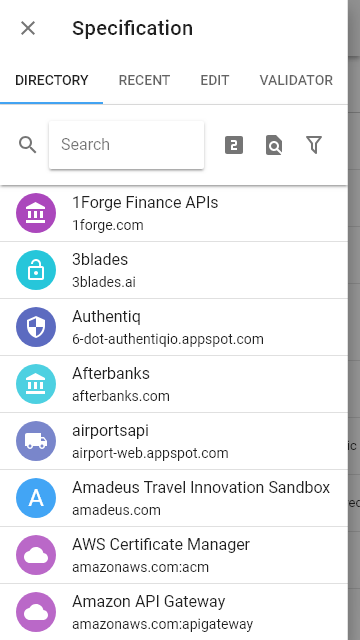 Specification
DIRECTORY RECENT EDIT VALIDATOR
Search
2
1Forge Finance APIs
1forge.com
3blades
3blades.ai
Authentiq
6-dot-authentiqio.appspot.com
Afterbanks
afterbanks.com
airportsapi
airport-web.appspot.com
A
Amadeus Travel Innovation Sandbox
amadeus.com
AWS Certificate Manager
amazonaws.com:acm
Amazon API Gateway
amazonaws.com:apigateway